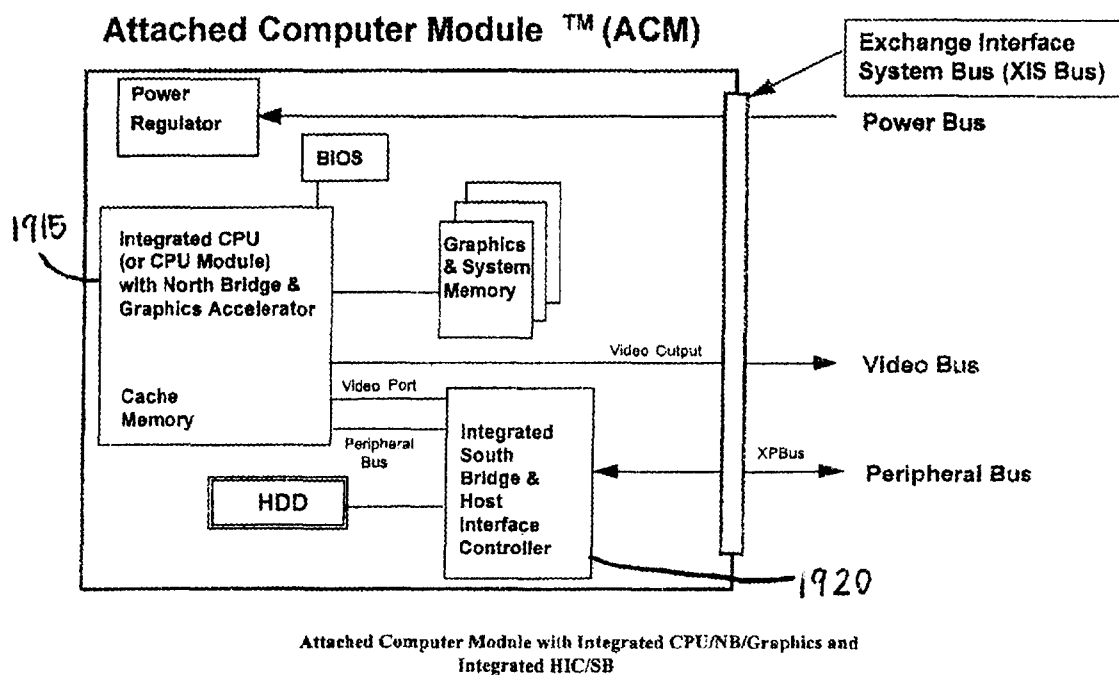 Attached Computer Module ™ (ACM)
Exchange Interface
System Bus (XIS Bus)
Power
Regulator
Power Bus
BIOS
1915
Integrated CPU
(or CPU Module)
with North Bridge &
Graphics Accelerator
Cache
Memory
Graphics
& System
Memory
Video Output
Video Bus
Video Port
Peripheral
Bus
Integrated
South
Bridge &
Host
Interface
Controller
XPBus
Peripheral Bus
HDD
1920
Attached Computer Module with Integrated CPU/NB/Graphics and
Integrated HIC/SB